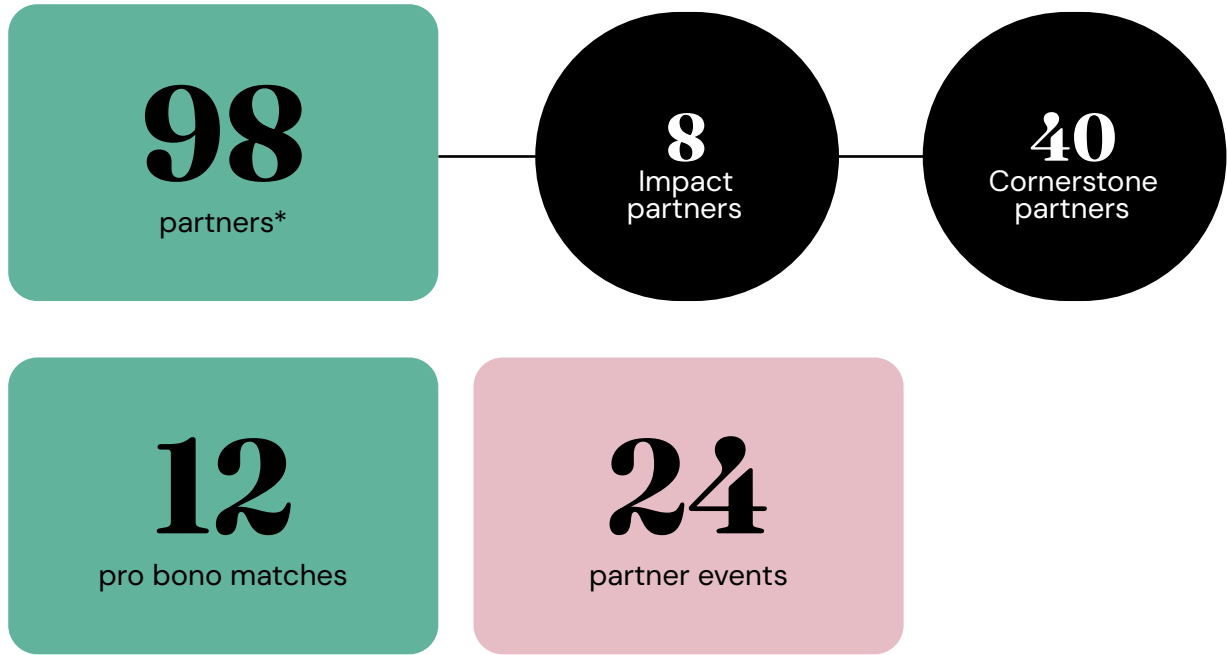 98
partners*
8
Impact
partners
40
Cornerstone
partners
12
pro bono matches
24
partner events